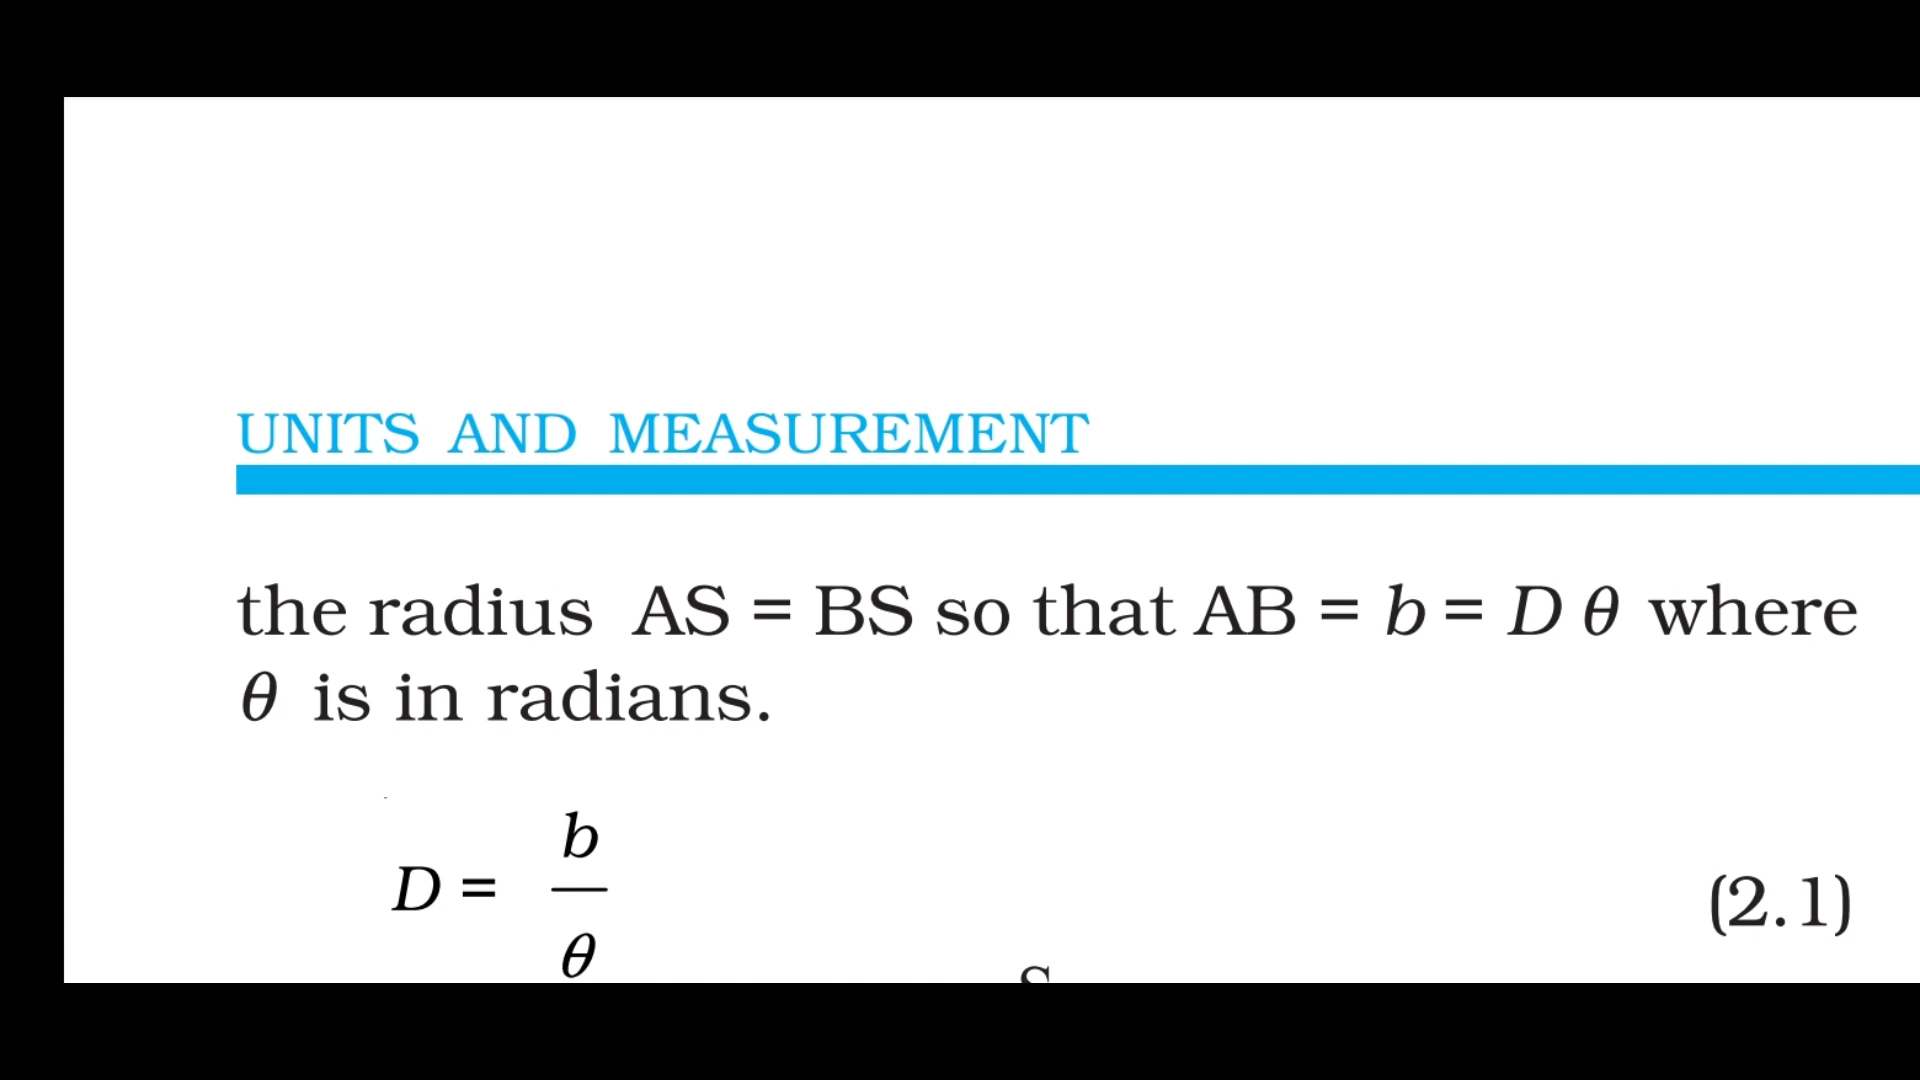 UNITS AND MEASUREMENT
the radius AS = BS so that AB = b = D θ where
θ is in radians.
D = b/θ (2.1)
S